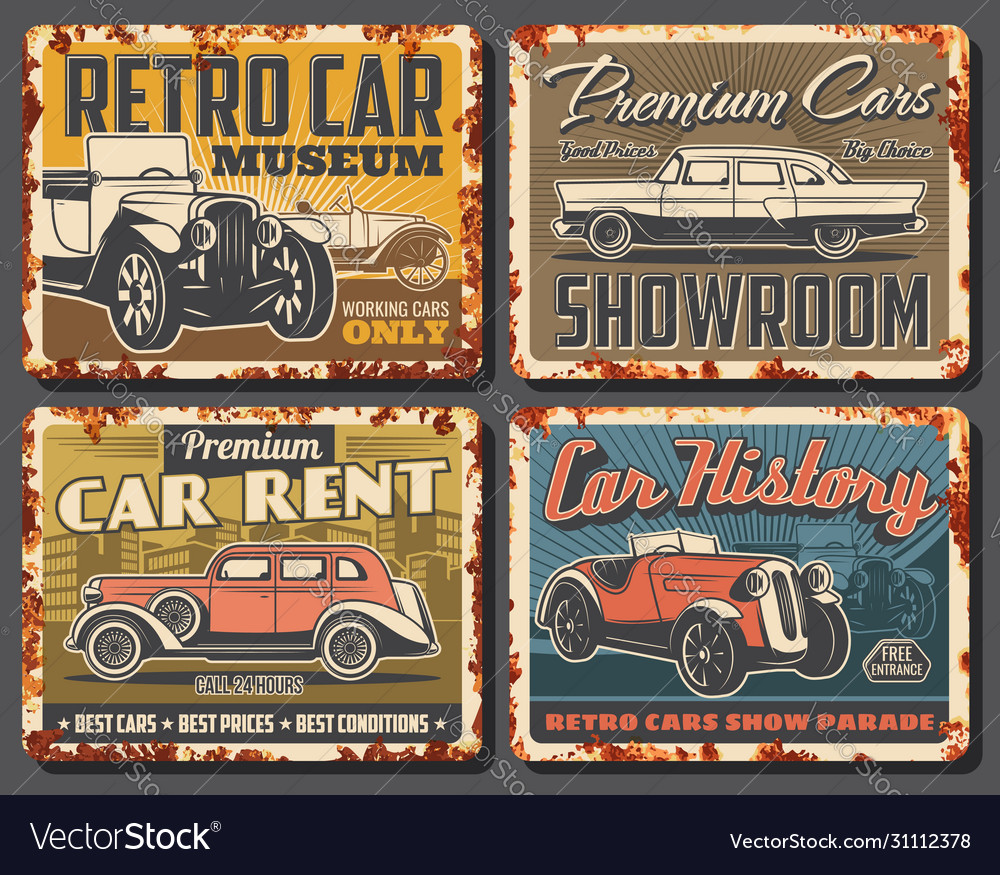 RETRO CAR
MUSEUM
WORKING CARS
ONLY
Premium Cars
Good Prices
Big Choice
SHOWROOM
Premium
CAR RENT
CALL 24 HOURS
★ BEST CARS ★ BEST PRICES ★ BEST CONDITIONS ★
Car History
FREE
ENTRANCE
RETRO CARS SHOW PARADE
VectorStock®
VectorStock.com/31112378